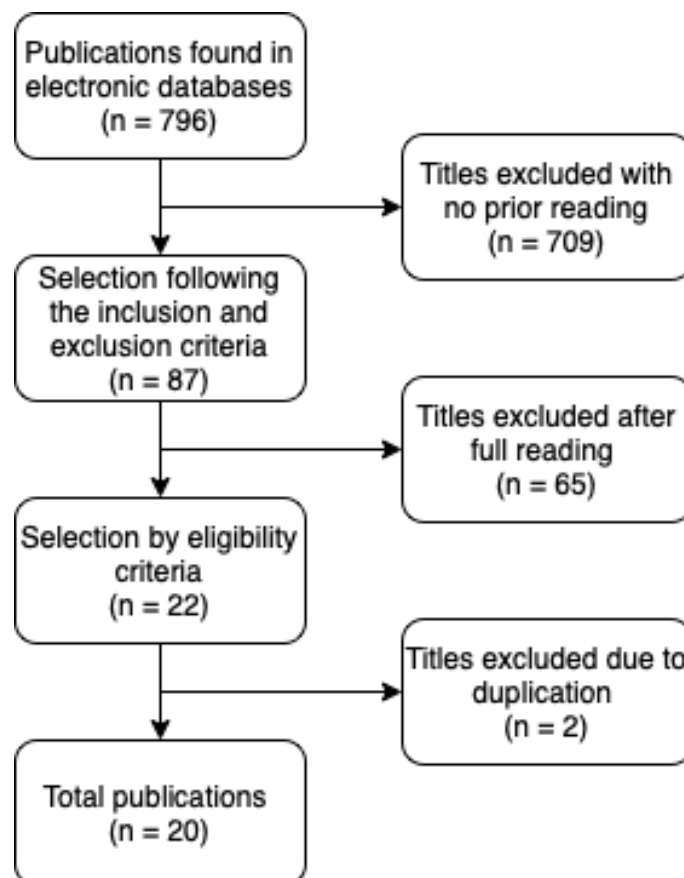 Publications found in
electronic databases
(n = 796)
Titles excluded with
no prior reading
(n = 709)
Selection following
the inclusion and
exclusion criteria
(n = 87)
Titles excluded after
full reading
(n = 65)
Selection by eligibility
criteria
(n = 22)
Titles excluded due to
duplication
(n = 2)
Total publications
(n = 20)